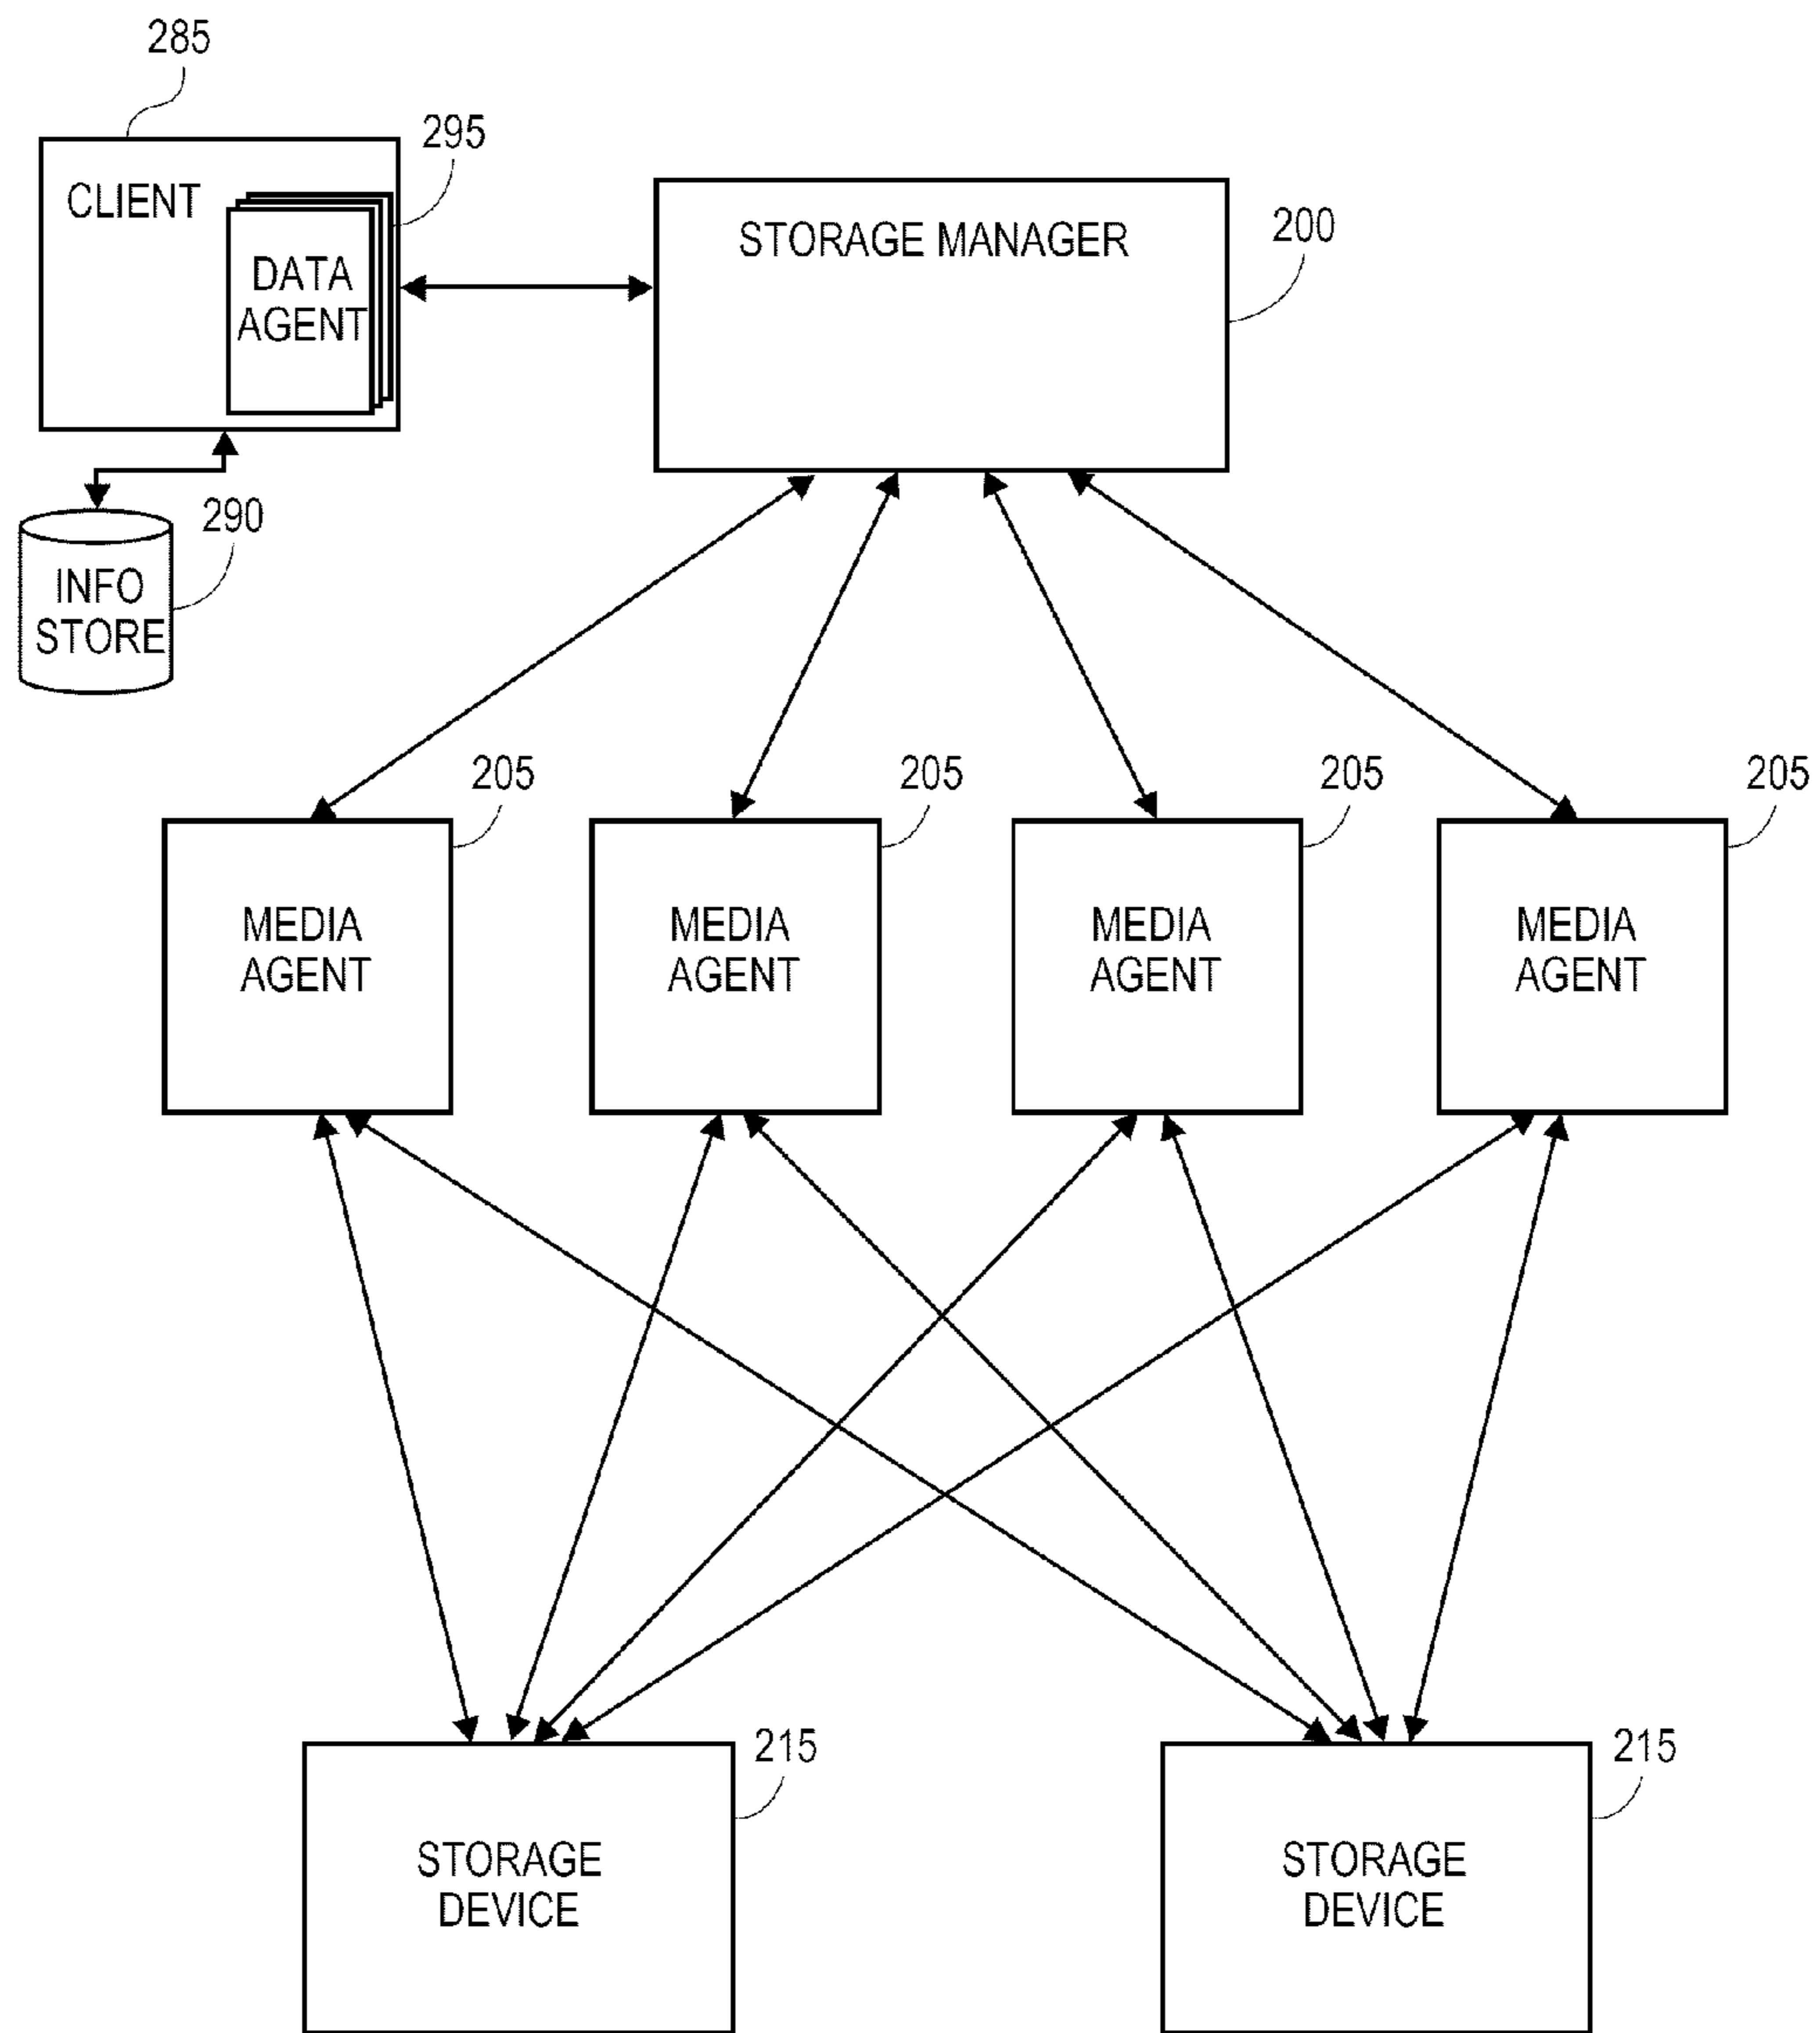 285
295
CLIENT
DATA
AGENT
STORAGE MANAGER
200
290
INFO
STORE
205
205
205
205
MEDIA
AGENT
MEDIA
AGENT
MEDIA
AGENT
MEDIA
AGENT
215
215
STORAGE
DEVICE
STORAGE
DEVICE